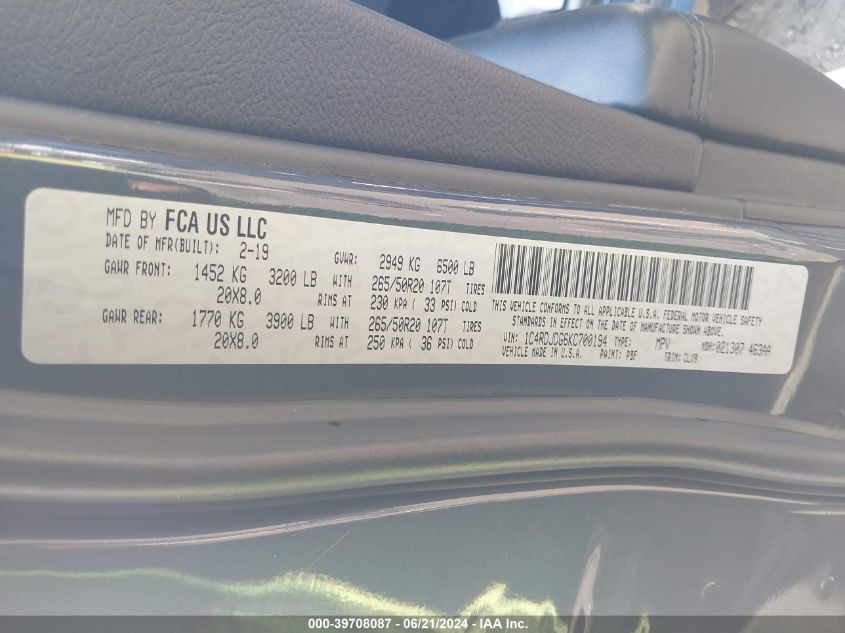 MFD BY FCA US LLC
DATE OF MFR(BUILT): 2-19 GVWR: 2949 KG 6500 LB
GAWR FRONT: 1452 KG 3200 LB WITH 265/50R20 107T TIRES
20X8.0 RIMS AT 230 KPA ( 33 PSI) COLD
GAWR REAR: 1770 KG 3900 LB WITH 265/50R20 107T TIRES
20X8.0 RIMS AT 250 KPA ( 36 PSI) COLD
THIS VEHICLE CONFORMS TO ALL APPLICABLE U.S.A. FEDERAL MOTOR VEHICLE SAFETY
STANDARDS IN EFFECT ON THE DATE OF MANUFACTURE SHOWN ABOVE.
VIN: 1C4RDJDG6KC700194 TYPE: MPV MDH: 021307 463AA
VEHICLE MADE IN U.S.A. PAINT: PBF TRIM: CLX9
000-39708087 - 06/21/2024 - IAA Inc.